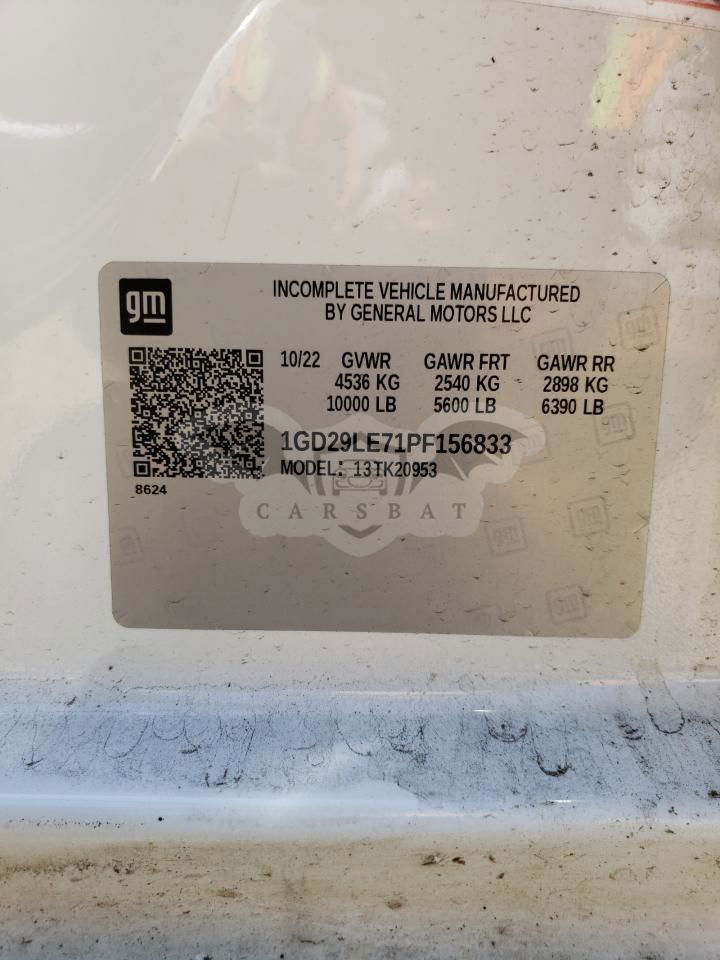 gm
INCOMPLETE VEHICLE MANUFACTURED
BY GENERAL MOTORS LLC
10/22 GVWR GAWR FRT GAWR RR
4536 KG 2540 KG 2898 KG
10000 LB 5600 LB 6390 LB
1GD29LE71PF156833
MODEL: 13TK20953
8624
CARSBAT